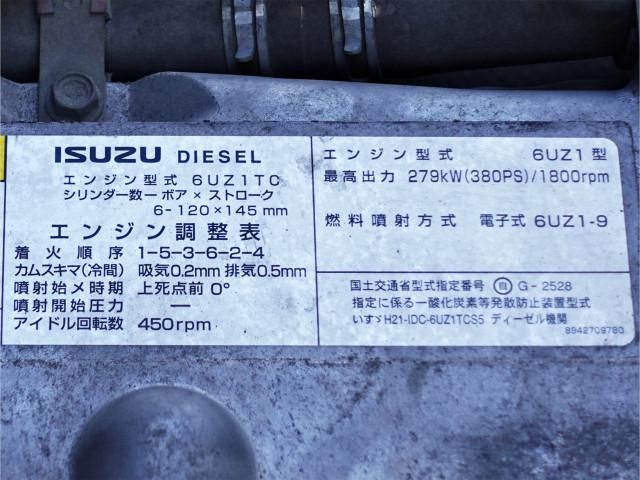 ISUZU DIESEL
エンジン型式 6UZ1TC
シリンダー数ー ボア × ストローク
6-120×145mm
エンジン調整表
着火順序 1-5-3-6-2-4
カムスキマ(冷間) 吸気0.2mm 排気0.5mm
噴射始メ時期 上死点前 0°
噴射開始圧力 —
アイドル回転数 450rpm
エンジン型式 6UZ1型
最高出力 279kW(380PS)/1800rpm
燃料噴射方式 電子式 6UZ1-9
国土交通省型式指定番号 自 G-2528
指定に係る一酸化炭素等発散防止装置型式
いすゞH21-IDC-6UZ1TCS5 ディーゼル機関
8942709780